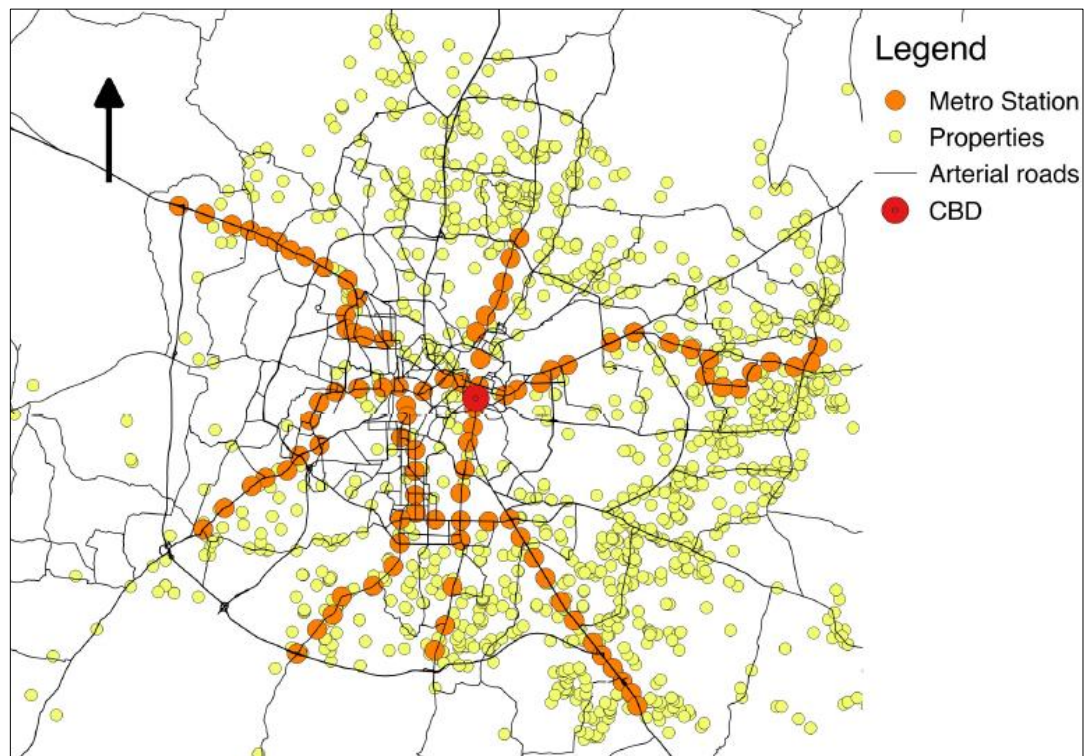 Legend
Metro Station
Properties
Arterial roads
CBD